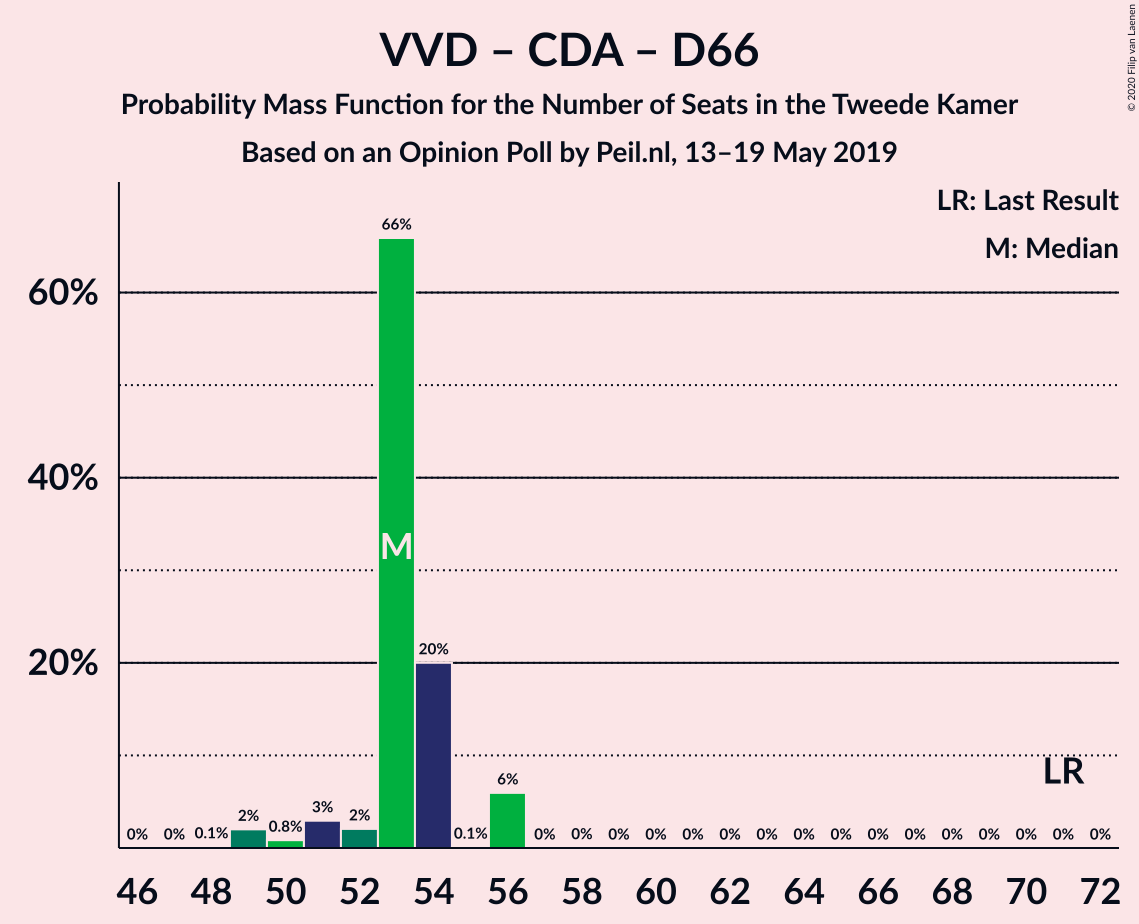 VVD – CDA – D66
Probability Mass Function for the Number of Seats in the Tweede Kamer
Based on an Opinion Poll by Peil.nl, 13–19 May 2019
© 2020 Filip van Laenen
LR: Last Result
M: Median
60%
40%
20%
0% 0% 0.1% 2% 0.8% 3% 2% 66% 20% 0.1% 6% 0% 0% 0% 0% 0% 0% 0% 0% 0% 0% 0% 0% 0% 0% 0% 0%
M
LR
46 48 50 52 54 56 58 60 62 64 66 68 70 72